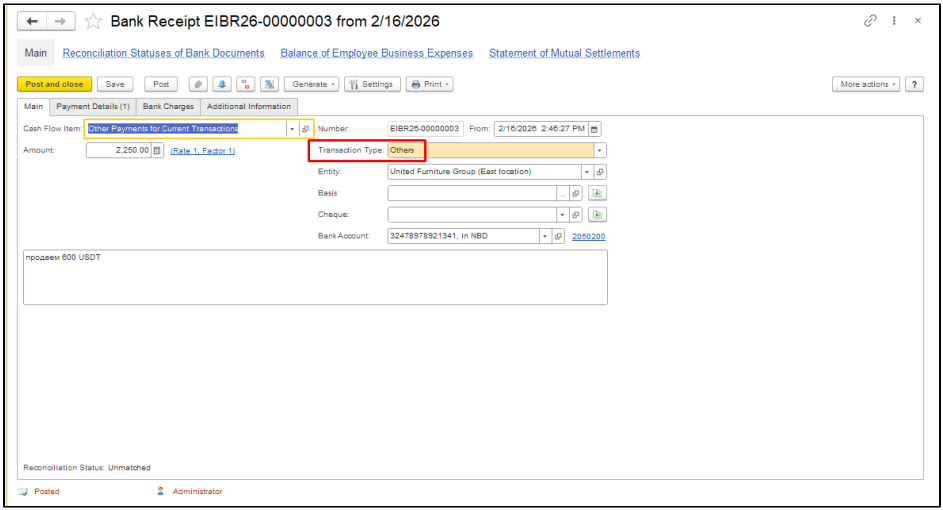 Bank Receipt EIBR26-00000003 from 2/16/2026
Main Reconciliation Statuses of Bank Documents Balance of Employee Business Expenses Statement of Mutual Settlements
Post and close Save Post Generate Settings Print More actions ?
Main Payment Details (1) Bank Charges Additional Information
Cash Flow Item: Other Payments for Current Transactions Number: EIBR26-00000003 From: 2/16/2026 2:46:27 PM
Amount: 2,250.00 (Rate 1, Factor 1) Transaction Type: Others
Entity: United Furniture Group (East location)
Basis: ...
Cheque:
Bank Account: 32478978921341, in NBD 2050200
продаем 600 USDT
Reconciliation Status: Unmatched
Posted Administrator